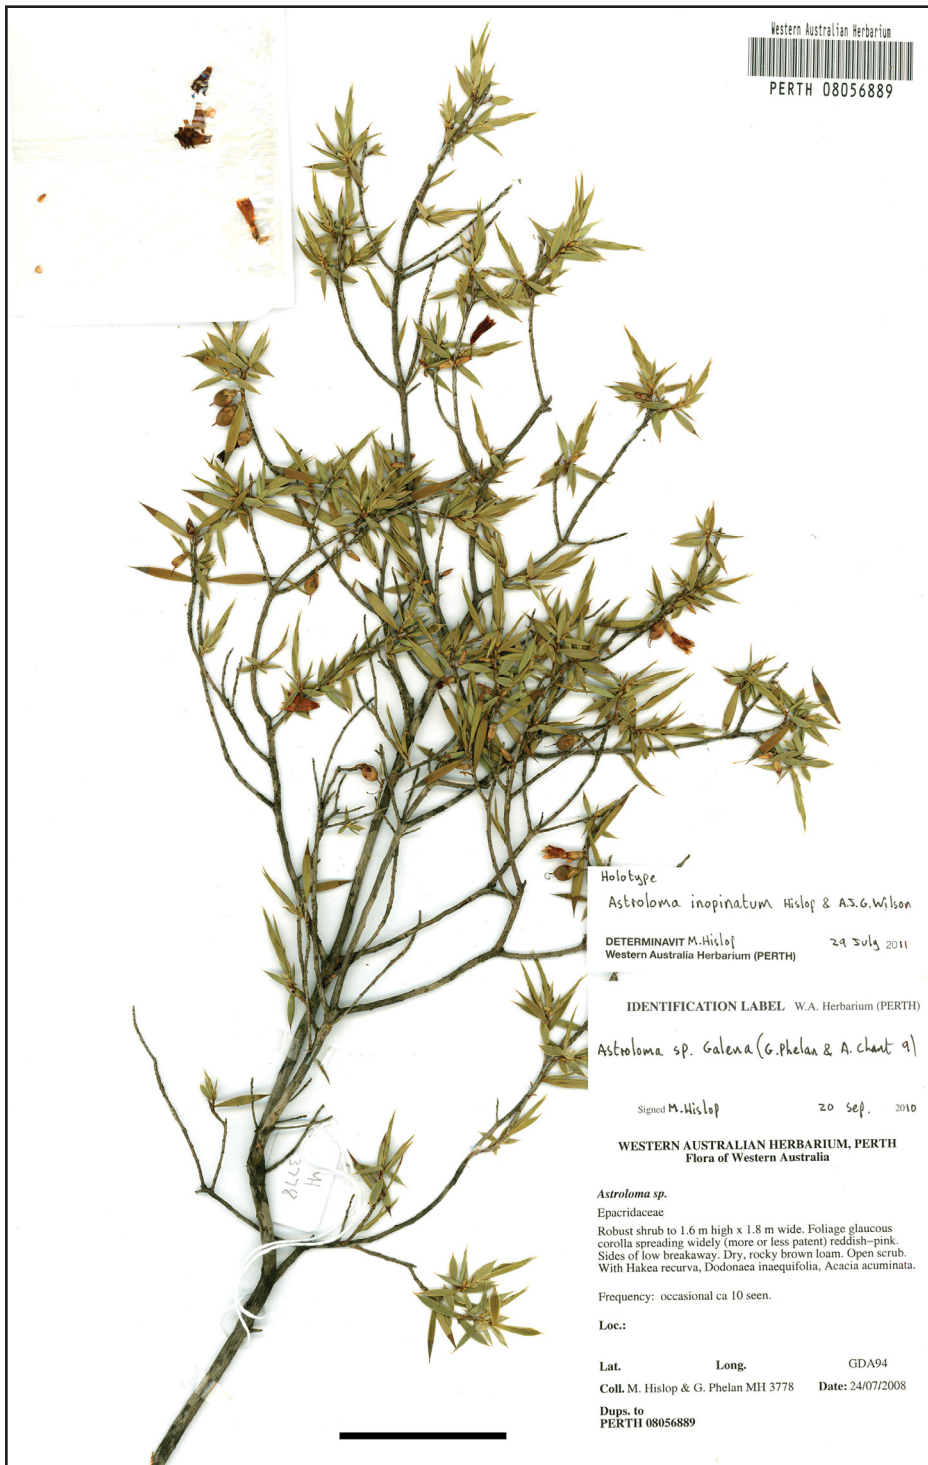 Western Australian Herbarium
PERTH 08056889
Holotype
Astroloma inopinatum Hislop & A.J.G. Wilson
DETERMINAVIT M. Hislop 29 July 2011
Western Australia Herbarium (PERTH)
IDENTIFICATION LABEL W.A. Herbarium (PERTH)
Astroloma sp. Galena (G. Phelan & A. Chant 9)
Signed M. Hislop 20 Sep. 2010
WESTERN AUSTRALIAN HERBARIUM, PERTH
Flora of Western Australia
Astroloma sp.
Epacridaceae
Robust shrub to 1.6 m high x 1.8 m wide. Foliage glaucous
corolla spreading widely (more or less patent) reddish-pink.
Sides of low breakaway. Dry, rocky brown loam. Open scrub.
With Hakea recurva, Dodonaea inaequifolia, Acacia acuminata.
Frequency: occasional ca 10 seen.
Loc.:
Lat. Long. GDA94
Coll. M. Hislop & G. Phelan MH 3778 Date: 24/07/2008
Dups. to
PERTH 08056889
MH
3778